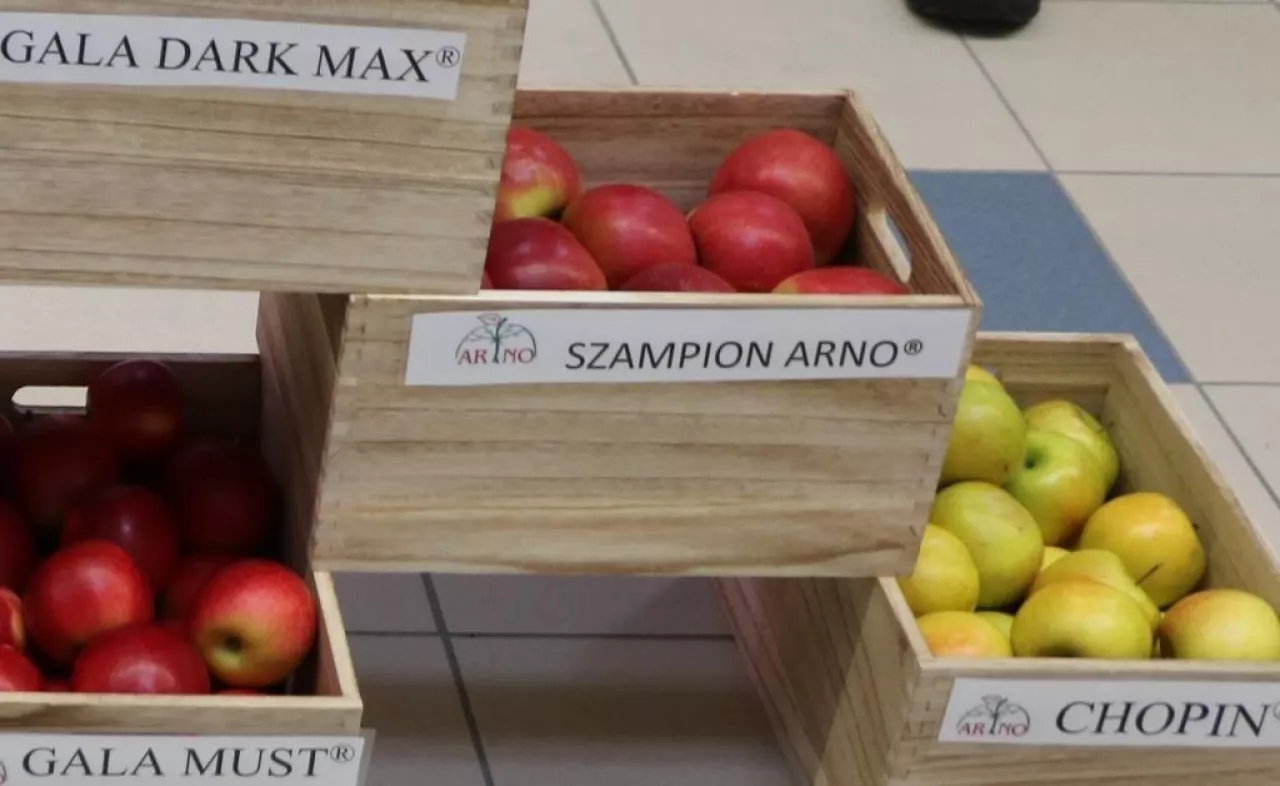 GALA DARK MAX®
ARNO SZAMPION ARNO®
ARNO CHOPIN®
GALA MUST®